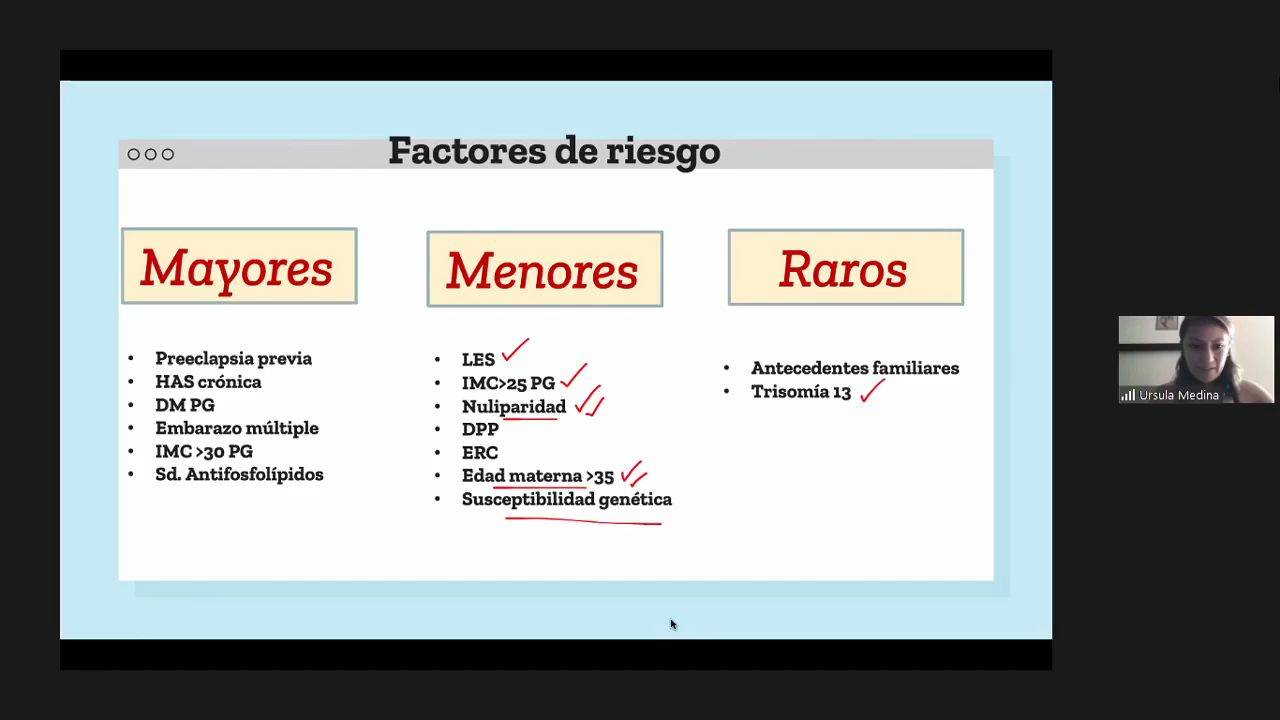 Factores de riesgo
Mayores
Menores
Raros
• Preeclapsia previa
• HAS crónica
• DM PG
• Embarazo múltiple
• IMC >30 PG
• Sd. Antifosfolípidos
• LES
• IMC>25 PG
• Nuliparidad
• DPP
• ERC
• Edad materna >35
• Susceptibilidad genética
• Antecedentes familiares
• Trisomía 13
Ursula Medina